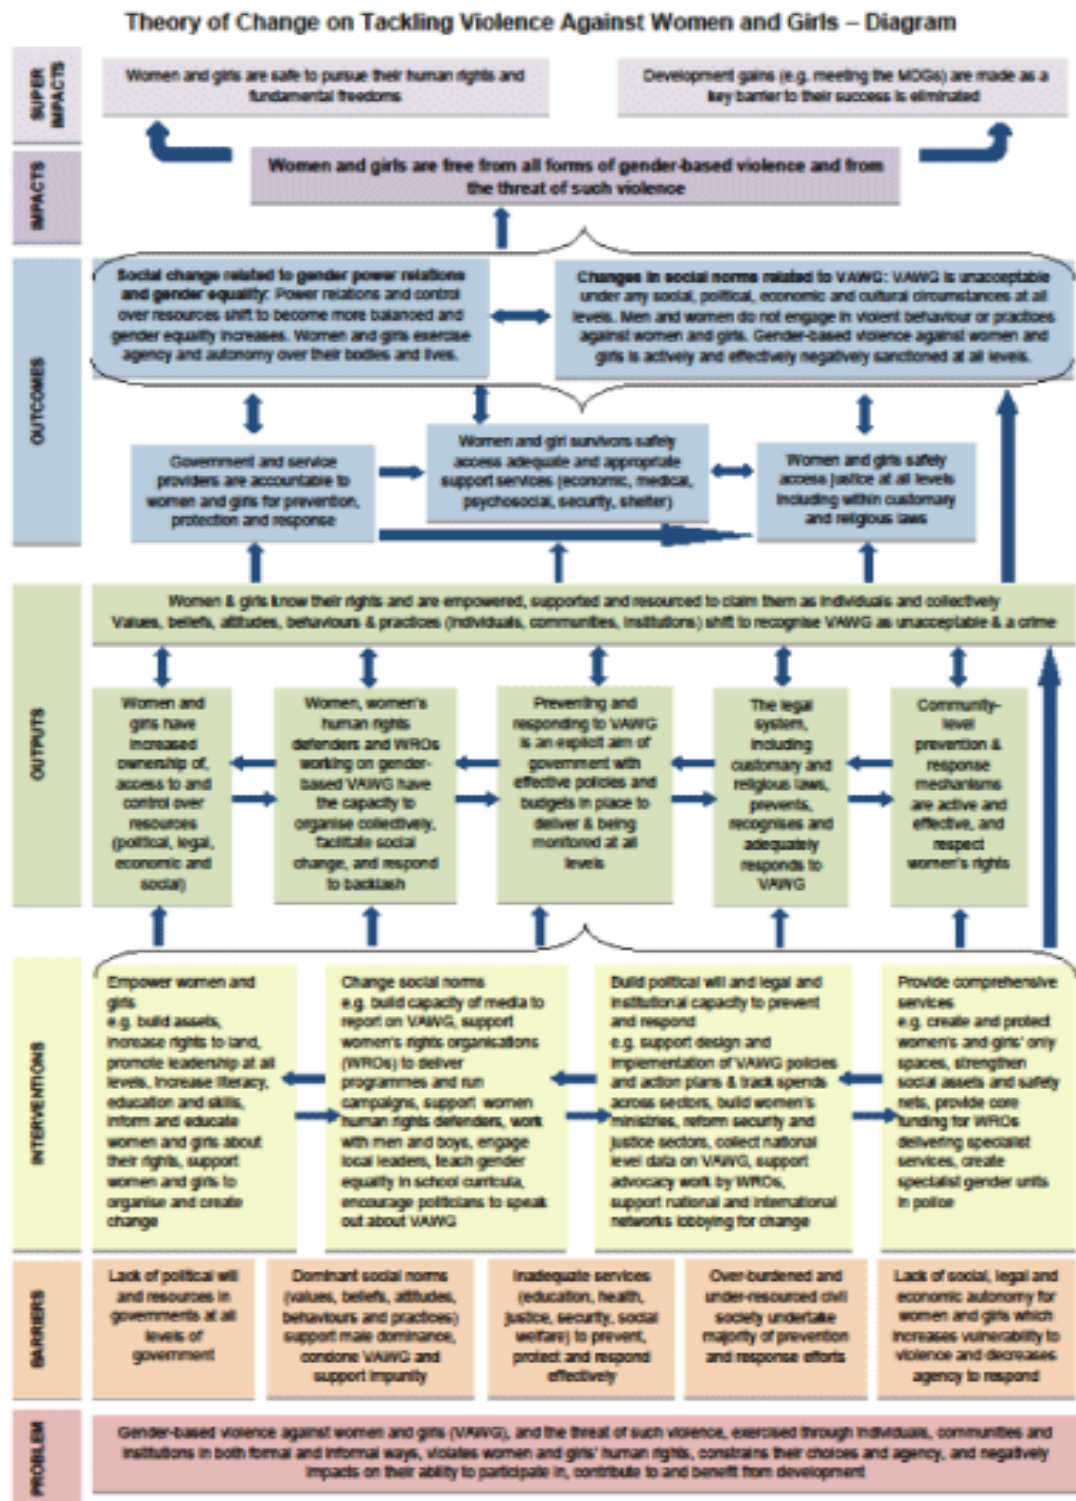 Theory of Change on Tackling Violence Against Women and Girls – Diagram
SUPER
IMPACTS
Women and girls are safe to pursue their human rights and
fundamental freedoms
Development gains (e.g. meeting the MDGs) are made as a
key barrier to their success is eliminated
IMPACTS
Women and girls are free from all forms of gender-based violence and from
the threat of such violence
OUTCOMES
Social change related to gender power relations
and gender equality: Power relations and control
over resources shift to become more balanced and
gender equality increases. Women and girls exercise
agency and autonomy over their bodies and lives.
Changes in social norms related to VAWG: VAWG is unacceptable
under any social, political, economic and cultural circumstances at all
levels. Men and women do not engage in violent behaviour or practices
against women and girls. Gender-based violence against women and
girls is actively and effectively negatively sanctioned at all levels.
Government and service
providers are accountable to
women and girls for prevention,
protection and response
Women and girl survivors safely
access adequate and appropriate
support services (economic, medical,
psychosocial, security, shelter)
Women and girls safely
access justice at all levels
including within customary
and religious laws
OUTPUTS
Women & girls know their rights and are empowered, supported and resourced to claim them as individuals and collectively
Values, beliefs, attitudes, behaviours & practices (individuals, communities, institutions) shift to recognise VAWG as unacceptable & a crime
Women and
girls have
increased
ownership of,
access to and
control over
resources
(political, legal,
economic and
social)
Women, women's
human rights
defenders and WROs
working on gender-
based VAWG have
the capacity to
organise collectively,
facilitate social
change, and respond
to backlash
Preventing and
responding to VAWG
is an explicit aim of
government with
effective policies and
budgets in place to
deliver & being
monitored at all
levels
The legal
system,
including
customary and
religious laws,
prevents,
recognises and
adequately
responds to
VAWG
Community-
level
prevention &
response
mechanisms
are active and
effective, and
respect
women's rights
INTERVENTIONS
Empower women and
girls
e.g. build assets,
increase rights to land,
promote leadership at all
levels, increase literacy,
education and skills,
inform and educate
women and girls about
their rights, support
women and girls to
organise and create
change
Change social norms
e.g. build capacity of media to
report on VAWG, support
women's rights organisations
(WROs) to deliver
programmes and run
campaigns, support women
human rights defenders, work
with men and boys, engage
local leaders, teach gender
equality in school curricula,
encourage politicians to speak
out about VAWG
Build political will and legal and
institutional capacity to prevent
and respond
e.g. support design and
implementation of VAWG policies
and action plans & track spends
across sectors, build women's
ministries, reform security and
justice sectors, collect national
level data on VAWG, support
advocacy work by WROs,
support national and international
networks lobbying for change
Provide comprehensive
services
e.g. create and protect
women's and girls' only
spaces, strengthen
social assets and safety
nets, provide core
funding for WROs
delivering specialist
services, create
specialist gender units
in police
BARRIERS
Lack of political will
and resources in
governments at all
levels of
government
Dominant social norms
(values, beliefs, attitudes,
behaviours and practices)
support male dominance,
condone VAWG and
support impunity
Inadequate services
(education, health,
justice, security, social
welfare) to prevent,
protect and respond
effectively
Over-burdened and
under-resourced civil
society undertake
majority of prevention
and response efforts
Lack of social, legal and
economic autonomy for
women and girls which
increases vulnerability to
violence and decreases
agency to respond
PROBLEM
Gender-based violence against women and girls (VAWG), and the threat of such violence, exercised through individuals, communities and
institutions in both formal and informal ways, violates women and girls' human rights, constrains their choices and agency, and negatively
impacts on their ability to participate in, contribute to and benefit from development